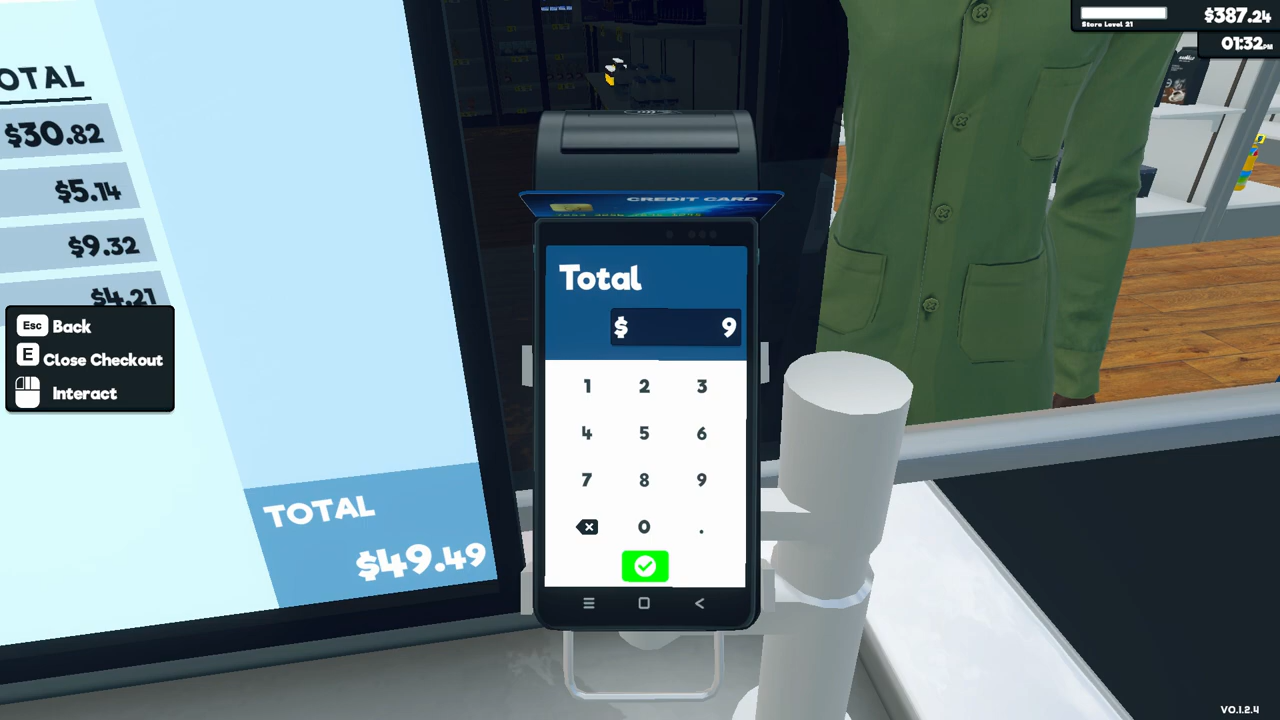 $387.24
Store Level 21
01:32PM
OTAL
$30.82
$5.14
$9.32
$4.21
Esc Back
E Close Checkout
Interact
TOTAL
$49.49
CREDIT CARD
Total
$ 9
1 2 3
4 5 6
7 8 9
0 .
V0.1.2.4